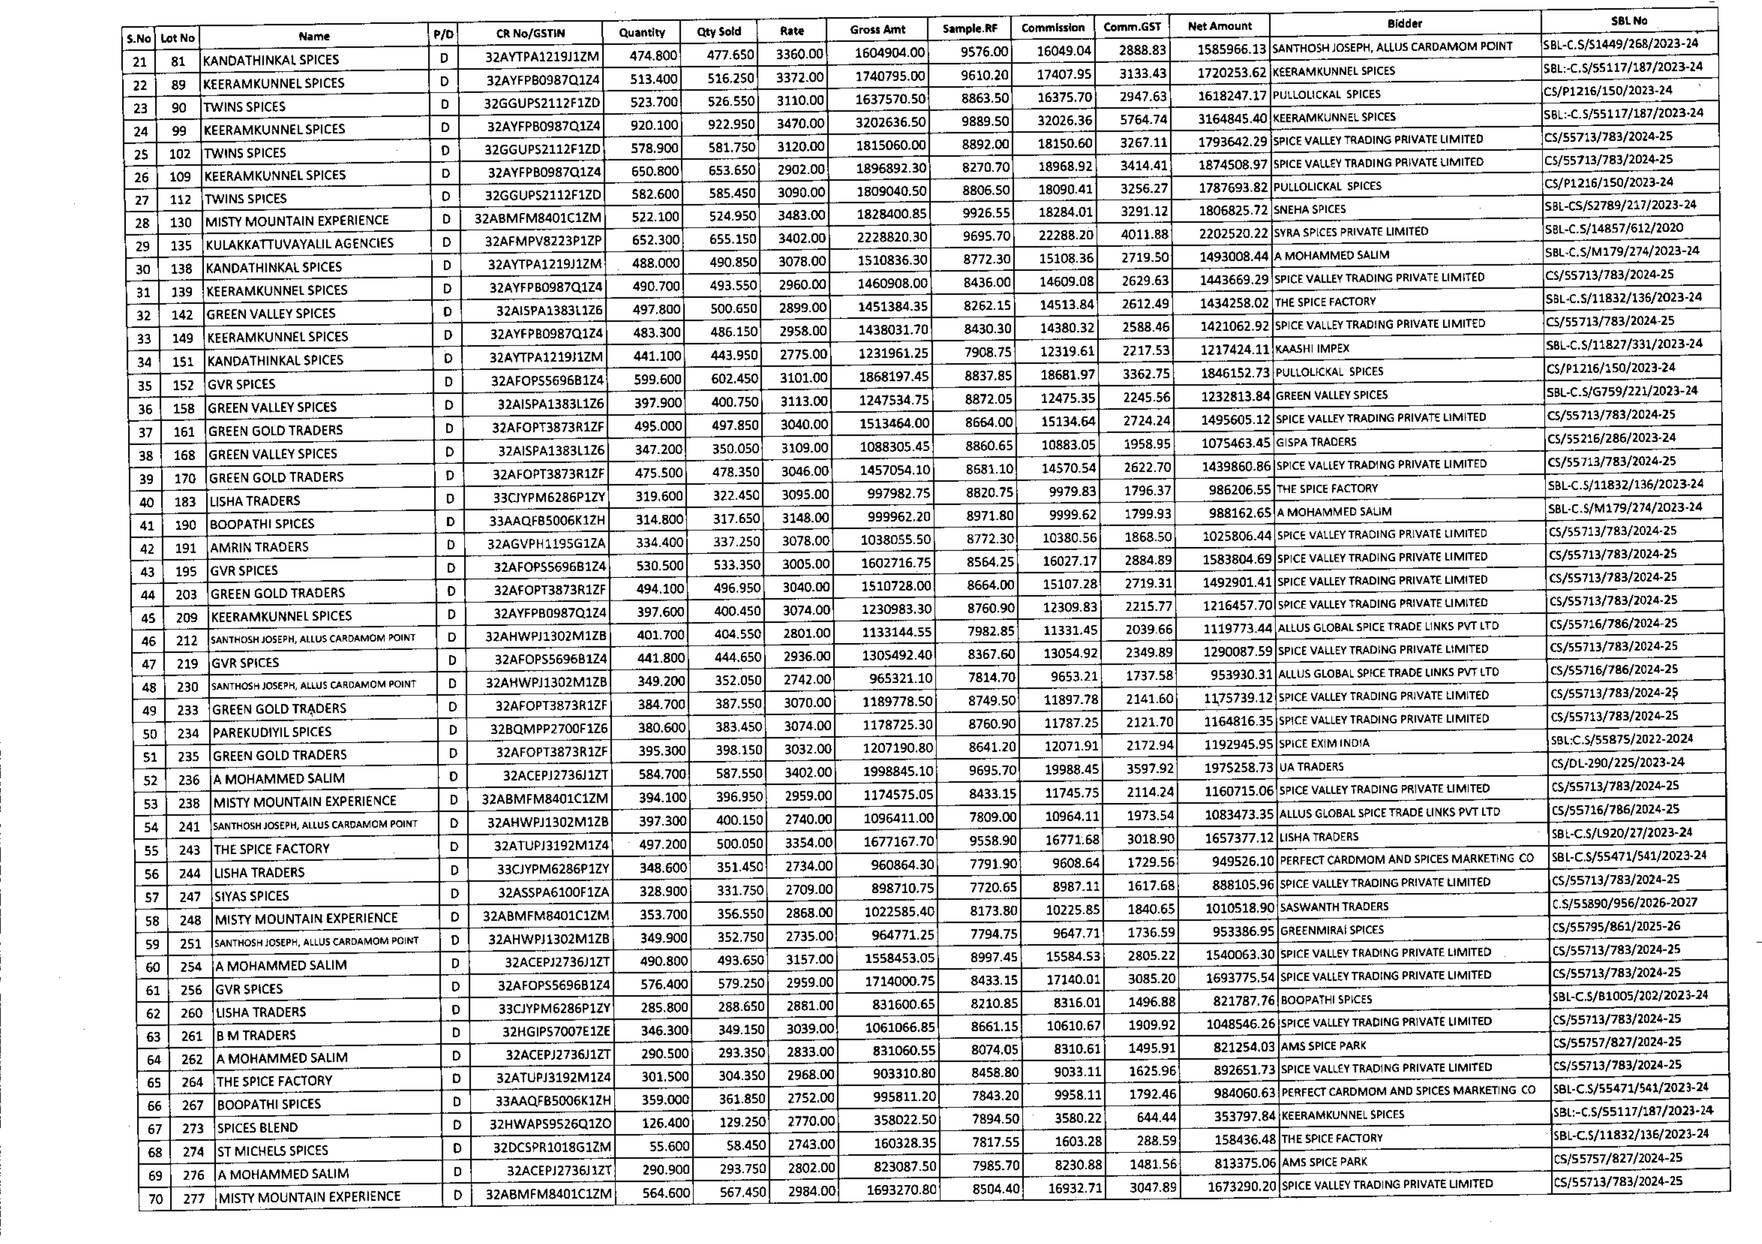 S.No Lot No Name P/D CR No/GSTIN Quantity Qty Sold Rate Gross Amt Sample.RF Commission Comm.GST Net Amount Bidder SBL No
21 81 KANDATHINKAL SPICES D 32AYTPA1219J1ZM 474.800 477.650 3360.00 1604904.00 9576.00 16049.04 2888.83 1585966.13 SANTHOSH JOSEPH, ALLUS CARDAMOM POINT SBL-C.S/S1449/268/2023-24
22 89 KEERAMKUNNEL SPICES D 32AYFPB0987Q1Z4 513.400 516.250 3372.00 1740795.00 9610.20 17407.95 3133.43 1720253.62 KEERAMKUNNEL SPICES SBL:-C.S/55117/187/2023-24
23 90 TWINS SPICES D 32GGUPS2112F1ZD 523.700 526.550 3110.00 1637570.50 8863.50 16375.70 2947.63 1618247.17 PULLOLICKAL SPICES CS/P1216/150/2023-24
24 99 KEERAMKUNNEL SPICES D 32AYFPB0987Q1Z4 920.100 922.950 3470.00 3202636.50 9889.50 32026.36 5764.74 3164845.40 KEERAMKUNNEL SPICES SBL:-C.S/55117/187/2023-24
25 102 TWINS SPICES D 32GGUPS2112F1ZD 578.900 581.750 3120.00 1815060.00 8892.00 18150.60 3267.11 1793642.29 SPICE VALLEY TRADING PRIVATE LIMITED CS/55713/783/2024-25
26 109 KEERAMKUNNEL SPICES D 32AYFPB0987Q1Z4 650.800 653.650 2902.00 1896892.30 8270.70 18968.92 3414.41 1874508.97 SPICE VALLEY TRADING PRIVATE LIMITED CS/55713/783/2024-25
27 112 TWINS SPICES D 32GGUPS2112F1ZD 582.600 585.450 3090.00 1809040.50 8806.50 18090.41 3256.27 1787693.82 PULLOLICKAL SPICES CS/P1216/150/2023-24
28 130 MISTY MOUNTAIN EXPERIENCE D 32ABMFM8401C1ZM 522.100 524.950 3483.00 1828400.85 9926.55 18284.01 3291.12 1806825.72 SNEHA SPICES SBL-CS/S2789/217/2023-24
29 135 KULAKKATTUVAYALIL AGENCIES D 32AFMPV8223P1ZP 652.300 655.150 3402.00 2228820.30 9695.70 22288.20 4011.88 2202520.22 SYRA SPICES PRIVATE LIMITED SBL-C.S/14857/612/2020
30 138 KANDATHINKAL SPICES D 32AYTPA1219J1ZM 488.000 490.850 3078.00 1510836.30 8772.30 15108.36 2719.50 1493008.44 A MOHAMMED SALIM SBL-C.S/M179/274/2023-24
31 139 KEERAMKUNNEL SPICES D 32AYFPB0987Q1Z4 490.700 493.550 2960.00 1460908.00 8436.00 14609.08 2629.63 1443669.29 SPICE VALLEY TRADING PRIVATE LIMITED CS/55713/783/2024-25
32 142 GREEN VALLEY SPICES D 32AISPA1383L1Z6 497.800 500.650 2899.00 1451384.35 8262.15 14513.84 2612.49 1434258.02 THE SPICE FACTORY SBL-C.S/11832/136/2023-24
33 149 KEERAMKUNNEL SPICES D 32AYFPB0987Q1Z4 483.300 486.150 2958.00 1438031.70 8430.30 14380.32 2588.46 1421062.92 SPICE VALLEY TRADING PRIVATE LIMITED CS/55713/783/2024-25
34 151 KANDATHINKAL SPICES D 32AYTPA1219J1ZM 441.100 443.950 2775.00 1231961.25 7908.75 12319.61 2217.53 1217424.11 KAASHI IMPEX SBL-C.S/11827/331/2023-24
35 152 GVR SPICES D 32AFOPS5696B1Z4 599.600 602.450 3101.00 1868197.45 8837.85 18681.97 3362.75 1846152.73 PULLOLICKAL SPICES CS/P1216/150/2023-24
36 158 GREEN VALLEY SPICES D 32AISPA1383L1Z6 397.900 400.750 3113.00 1247534.75 8872.05 12475.35 2245.56 1232813.84 GREEN VALLEY SPICES SBL-C.S/G759/221/2023-24
37 161 GREEN GOLD TRADERS D 32AFOPT3873R1ZF 495.000 497.850 3040.00 1513464.00 8664.00 15134.64 2724.24 1495605.12 SPICE VALLEY TRADING PRIVATE LIMITED CS/55713/783/2024-25
38 168 GREEN VALLEY SPICES D 32AISPA1383L1Z6 347.200 350.050 3109.00 1088305.45 8860.65 10883.05 1958.95 1075463.45 GISPA TRADERS CS/55216/286/2023-24
39 170 GREEN GOLD TRADERS D 32AFOPT3873R1ZF 475.500 478.350 3046.00 1457054.10 8681.10 14570.54 2622.70 1439860.86 SPICE VALLEY TRADING PRIVATE LIMITED CS/55713/783/2024-25
40 183 LISHA TRADERS D 33CJYPM6286P1ZY 319.600 322.450 3095.00 997982.75 8820.75 9979.83 1796.37 986206.55 THE SPICE FACTORY SBL-C.S/11832/136/2023-24
41 190 BOOPATHI SPICES D 33AAQFB5006K1ZH 314.800 317.650 3148.00 999962.20 8971.80 9999.62 1799.93 988162.65 A MOHAMMED SALIM SBL-C.S/M179/274/2023-24
42 191 AMRIN TRADERS D 32AGVPH1195G1ZA 334.400 337.250 3078.00 1038055.50 8772.30 10380.56 1868.50 1025806.44 SPICE VALLEY TRADING PRIVATE LIMITED CS/55713/783/2024-25
43 195 GVR SPICES D 32AFOPS5696B1Z4 530.500 533.350 3005.00 1602716.75 8564.25 16027.17 2884.89 1583804.69 SPICE VALLEY TRADING PRIVATE LIMITED CS/55713/783/2024-25
44 203 GREEN GOLD TRADERS D 32AFOPT3873R1ZF 494.100 496.950 3040.00 1510728.00 8664.00 15107.28 2719.31 1492901.41 SPICE VALLEY TRADING PRIVATE LIMITED CS/55713/783/2024-25
45 209 KEERAMKUNNEL SPICES D 32AYFPB0987Q1Z4 397.600 400.450 3074.00 1230983.30 8760.90 12309.83 2215.77 1216457.70 SPICE VALLEY TRADING PRIVATE LIMITED CS/55713/783/2024-25
46 212 SANTHOSH JOSEPH, ALLUS CARDAMOM POINT D 32AHWPJ1302M1ZB 401.700 404.550 2801.00 1133144.55 7982.85 11331.45 2039.66 1119773.44 ALLUS GLOBAL SPICE TRADE LINKS PVT LTD CS/55716/786/2024-25
47 219 GVR SPICES D 32AFOPS5696B1Z4 441.800 444.650 2936.00 1305492.40 8367.60 13054.92 2349.89 1290087.59 SPICE VALLEY TRADING PRIVATE LIMITED CS/55713/783/2024-25
48 230 SANTHOSH JOSEPH, ALLUS CARDAMOM POINT D 32AHWPJ1302M1ZB 349.200 352.050 2742.00 965321.10 7814.70 9653.21 1737.58 953930.31 ALLUS GLOBAL SPICE TRADE LINKS PVT LTD CS/55716/786/2024-25
49 233 GREEN GOLD TRADERS D 32AFOPT3873R1ZF 384.700 387.550 3070.00 1189778.50 8749.50 11897.78 2141.60 1175739.12 SPICE VALLEY TRADING PRIVATE LIMITED CS/55713/783/2024-25
50 234 PAREKUDIYIL SPICES D 32BQMPP2700F1Z6 380.600 383.450 3074.00 1178725.30 8760.90 11787.25 2121.70 1164816.35 SPICE VALLEY TRADING PRIVATE LIMITED CS/55713/783/2024-25
51 235 GREEN GOLD TRADERS D 32AFOPT3873R1ZF 395.300 398.150 3032.00 1207190.80 8641.20 12071.91 2172.94 1192945.95 SPICE EXIM INDIA SBL:C.S/55875/2022-2024
52 236 A MOHAMMED SALIM D 32ACEPJ2736J1ZT 584.700 587.550 3402.00 1998845.10 9695.70 19988.45 3597.92 1975258.73 UA TRADERS CS/DL-290/225/2023-24
53 238 MISTY MOUNTAIN EXPERIENCE D 32ABMFM8401C1ZM 394.100 396.950 2959.00 1174575.05 8433.15 11745.75 2114.24 1160715.06 SPICE VALLEY TRADING PRIVATE LIMITED CS/55713/783/2024-25
54 241 SANTHOSH JOSEPH, ALLUS CARDAMOM POINT D 32AHWPJ1302M1ZB 397.300 400.150 2740.00 1096411.00 7809.00 10964.11 1973.54 1083473.35 ALLUS GLOBAL SPICE TRADE LINKS PVT LTD CS/55716/786/2024-25
55 243 THE SPICE FACTORY D 32ATUPJ3192M1Z4 497.200 500.050 3354.00 1677167.70 9558.90 16771.68 3018.90 1657377.12 LISHA TRADERS SBL-C.S/L920/27/2023-24
56 244 LISHA TRADERS D 33CJYPM6286P1ZY 348.600 351.450 2734.00 960864.30 7791.90 9608.64 1729.56 949526.10 PERFECT CARDMOM AND SPICES MARKETING CO SBL-C.S/55471/541/2023-24
57 247 SIYAS SPICES D 32ASSPA6100F1ZA 328.900 331.750 2709.00 898710.75 7720.65 8987.11 1617.68 888105.96 SPICE VALLEY TRADING PRIVATE LIMITED CS/55713/783/2024-25
58 248 MISTY MOUNTAIN EXPERIENCE D 32ABMFM8401C1ZM 353.700 356.550 2868.00 1022585.40 8173.80 10225.85 1840.65 1010518.90 SASWANTH TRADERS C.S/55890/956/2026-2027
59 251 SANTHOSH JOSEPH, ALLUS CARDAMOM POINT D 32AHWPJ1302M1ZB 349.900 352.750 2735.00 964771.25 7794.75 9647.71 1736.59 953386.95 GREENMIRAI SPICES CS/55795/861/2025-26
60 254 A MOHAMMED SALIM D 32ACEPJ2736J1ZT 490.800 493.650 3157.00 1558453.05 8997.45 15584.53 2805.22 1540063.30 SPICE VALLEY TRADING PRIVATE LIMITED CS/55713/783/2024-25
61 256 GVR SPICES D 32AFOPS5696B1Z4 576.400 579.250 2959.00 1714000.75 8433.15 17140.01 3085.20 1693775.54 SPICE VALLEY TRADING PRIVATE LIMITED CS/55713/783/2024-25
62 260 LISHA TRADERS D 33CJYPM6286P1ZY 285.800 288.650 2881.00 831600.65 8210.85 8316.01 1496.88 821787.76 BOOPATHI SPICES SBL-C.S/B1005/202/2023-24
63 261 B M TRADERS D 32HGIPS7007E1ZE 346.300 349.150 3039.00 1061066.85 8661.15 10610.67 1909.92 1048546.26 SPICE VALLEY TRADING PRIVATE LIMITED CS/55713/783/2024-25
64 262 A MOHAMMED SALIM D 32ACEPJ2736J1ZT 290.500 293.350 2833.00 831060.55 8074.05 8310.61 1495.91 821254.03 AMS SPICE PARK CS/55757/827/2024-25
65 264 THE SPICE FACTORY D 32ATUPJ3192M1Z4 301.500 304.350 2968.00 903310.80 8458.80 9033.11 1625.96 892651.73 SPICE VALLEY TRADING PRIVATE LIMITED CS/55713/783/2024-25
66 267 BOOPATHI SPICES D 33AAQFB5006K1ZH 359.000 361.850 2752.00 995811.20 7843.20 9958.11 1792.46 984060.63 PERFECT CARDMOM AND SPICES MARKETING CO SBL-C.S/55471/541/2023-24
67 273 SPICES BLEND D 32HWAPS9526Q1ZO 126.400 129.250 2770.00 358022.50 7894.50 3580.22 644.44 353797.84 KEERAMKUNNEL SPICES SBL:-C.S/55117/187/2023-24
68 274 ST MICHELS SPICES D 32DCSPR1018G1ZM 55.600 58.450 2743.00 160328.35 7817.55 1603.28 288.59 158436.48 THE SPICE FACTORY SBL-C.S/11832/136/2023-24
69 276 A MOHAMMED SALIM D 32ACEPJ2736J1ZT 290.900 293.750 2802.00 823087.50 7985.70 8230.88 1481.56 813375.06 AMS SPICE PARK CS/55757/827/2024-25
70 277 MISTY MOUNTAIN EXPERIENCE D 32ABMFM8401C1ZM 564.600 567.450 2984.00 1693270.80 8504.40 16932.71 3047.89 1673290.20 SPICE VALLEY TRADING PRIVATE LIMITED CS/55713/783/2024-25